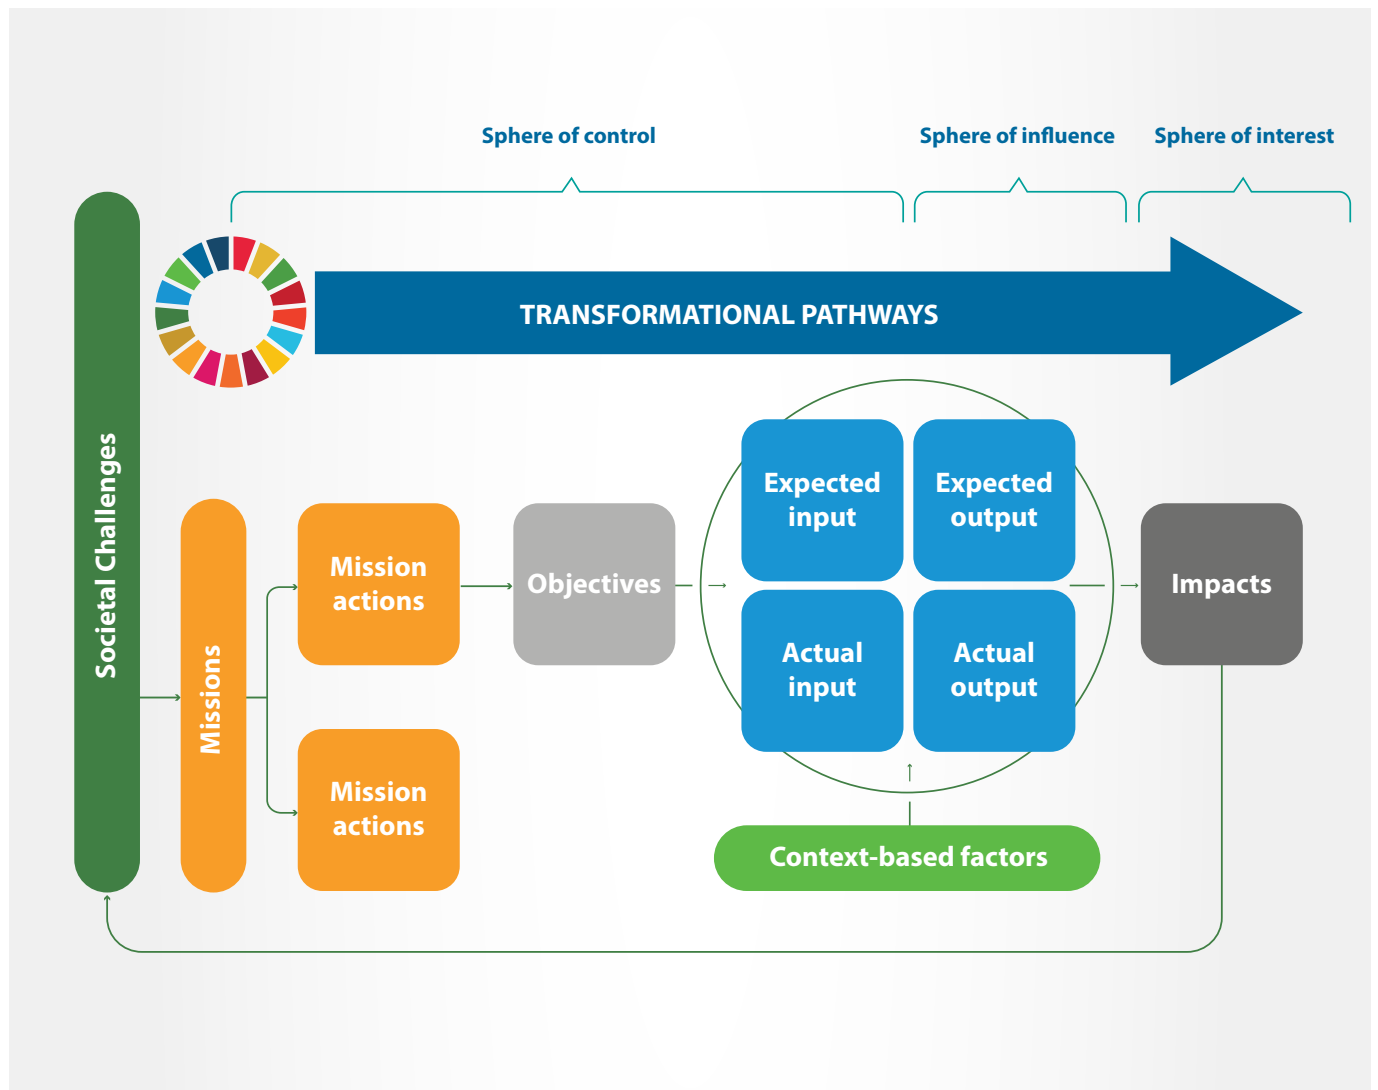 Sphere of control
Sphere of influence
Sphere of interest
TRANSFORMATIONAL PATHWAYS
Societal Challenges
Missions
Mission
actions
Mission
actions
Objectives
Expected
input
Expected
output
Actual
input
Actual
output
Impacts
Context-based factors